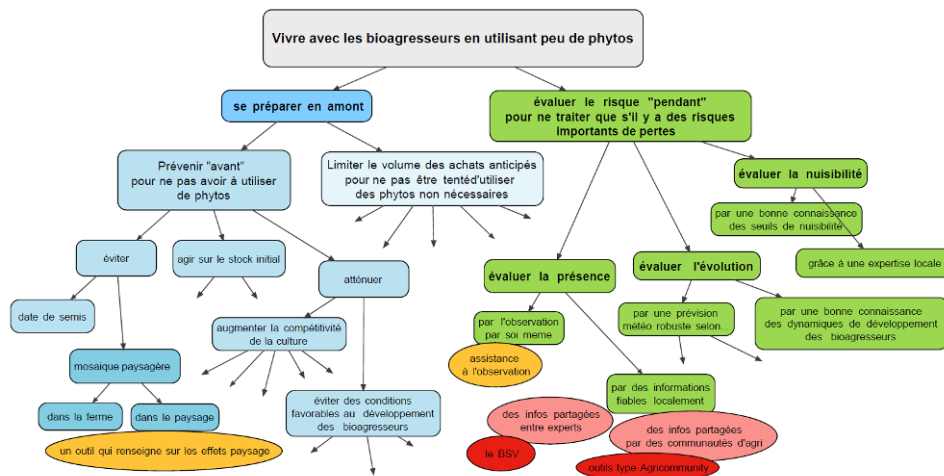 Vivre avec les bioagresseurs en utilisant peu de phytos
se préparer en amont
évaluer le risque "pendant"
pour ne traiter que s'il y a des risques
importants de pertes
Prévenir "avant"
pour ne pas avoir à utiliser
de phytos
Limiter le volume des achats anticipés
pour ne pas être tentéd'utiliser
des phytos non nécessaires
évaluer la nuisibilité
par une bonne connaissance
des seuils de nuisibilité
grâce à une expertise locale
éviter
agir sur le stock initial
atténuer
évaluer la présence
évaluer l'évolution
date de semis
augmenter la compétitivité
de la culture
par l'observation
par soi meme
par une prévision
météo robuste selon...
par une bonne connaissance
des dynamiques de développement
des bioagresseurs
assistance
à l'observation
mosaique paysagère
par des informations
fiables localement
dans la ferme
dans le paysage
éviter des conditions
favorables au développement
des bioagresseurs
un outil qui renseigne sur les effets paysage
des infos partagées
entre experts
le BSV
des infos partagées
par des communautés d'agri
outils type Agricommunity